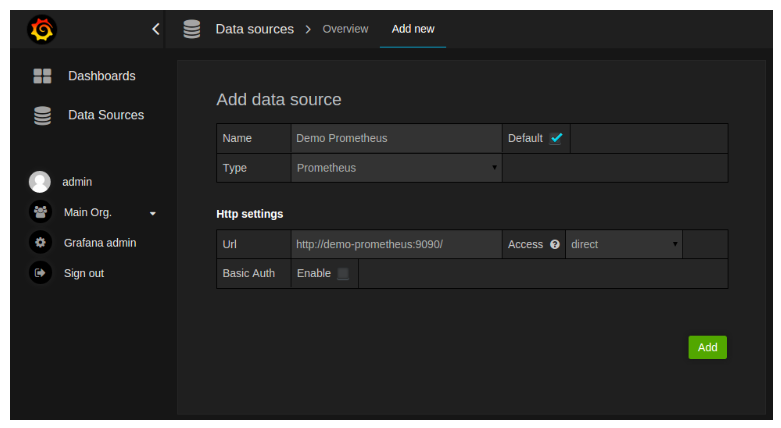 Data sources > Overview Add new
Dashboards
Data Sources
admin
Main Org.
Grafana admin
Sign out
Add data source
Name Demo Prometheus Default
Type Prometheus
Http settings
Url http://demo-prometheus:9090/ Access ? direct
Basic Auth Enable
Add